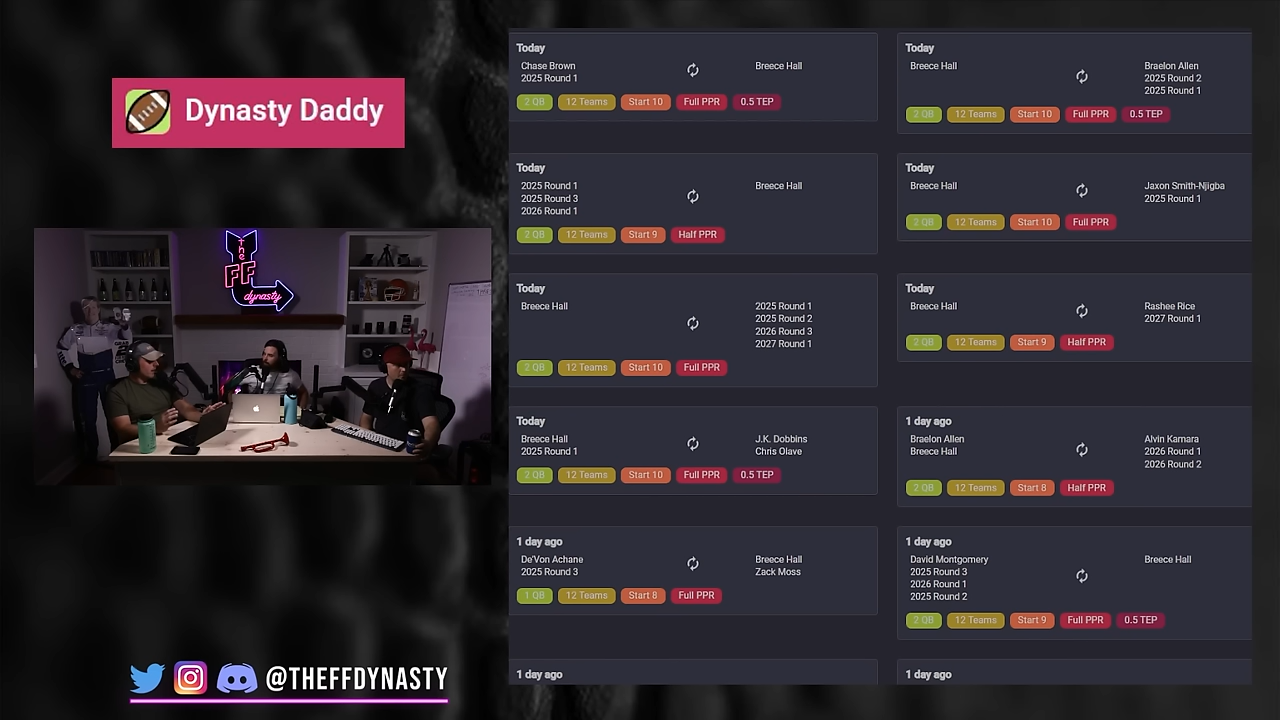 Dynasty Daddy
The
FF
dynasty
@THEFFDYNASTY
Today
Chase Brown
2025 Round 1
Breece Hall
2 QB 12 Teams Start 10 Full PPR 0.5 TEP
Today
Breece Hall
Braelon Allen
2025 Round 2
2025 Round 1
2 QB 12 Teams Start 10 Full PPR 0.5 TEP
Today
2025 Round 1
2025 Round 3
2026 Round 1
Breece Hall
2 QB 12 Teams Start 9 Half PPR
Today
Breece Hall
Jaxon Smith-Njigba
2025 Round 1
2 QB 12 Teams Start 10 Full PPR
Today
Breece Hall
2025 Round 1
2025 Round 2
2026 Round 3
2027 Round 1
2 QB 12 Teams Start 10 Full PPR
Today
Breece Hall
Rashee Rice
2027 Round 1
2 QB 12 Teams Start 9 Half PPR
Today
Breece Hall
2025 Round 1
J.K. Dobbins
Chris Olave
2 QB 12 Teams Start 10 Full PPR 0.5 TEP
1 day ago
Braelon Allen
Breece Hall
Alvin Kamara
2026 Round 1
2026 Round 2
2 QB 12 Teams Start 8 Half PPR
1 day ago
De'Von Achane
2025 Round 3
Breece Hall
Zack Moss
1 QB 12 Teams Start 8 Full PPR
1 day ago
David Montgomery
2025 Round 3
2026 Round 1
2025 Round 2
Breece Hall
2 QB 12 Teams Start 9 Full PPR 0.5 TEP
1 day ago
1 day ago